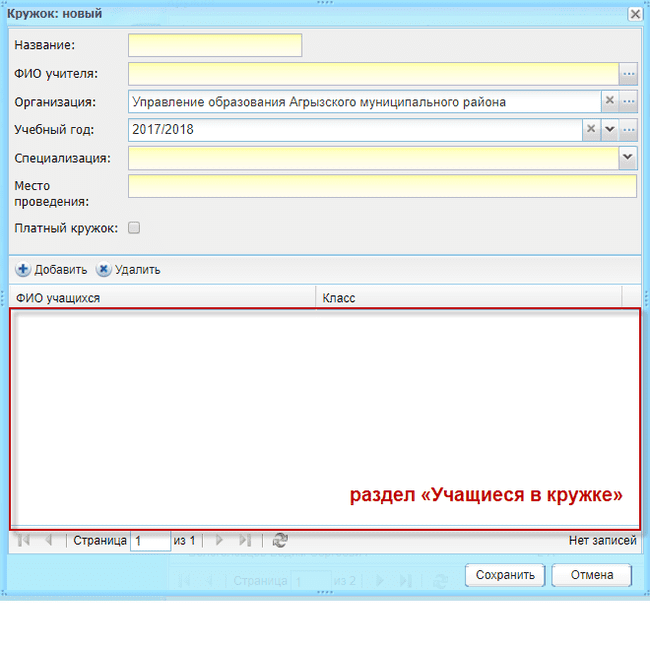 Кружок: новый
Название:
ФИО учителя:
Организация: Управление образования Агрызского муниципального района
Учебный год: 2017/2018
Специализация:
Место
проведения:
Платный кружок:
Добавить Удалить
ФИО учащихся Класс
раздел «Учащиеся в кружке»
Страница 1 из 1 Нет записей
Страница 1 из 2
Сохранить Отмена